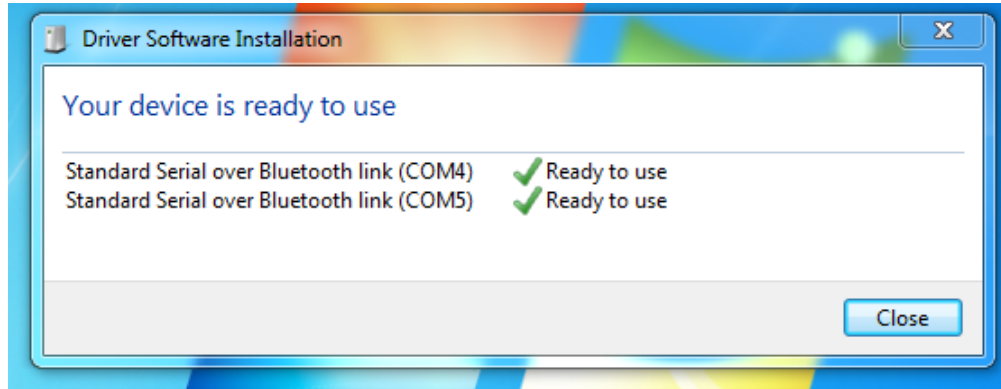 Driver Software Installation
Your device is ready to use
Standard Serial over Bluetooth link (COM4) Ready to use
Standard Serial over Bluetooth link (COM5) Ready to use
Close